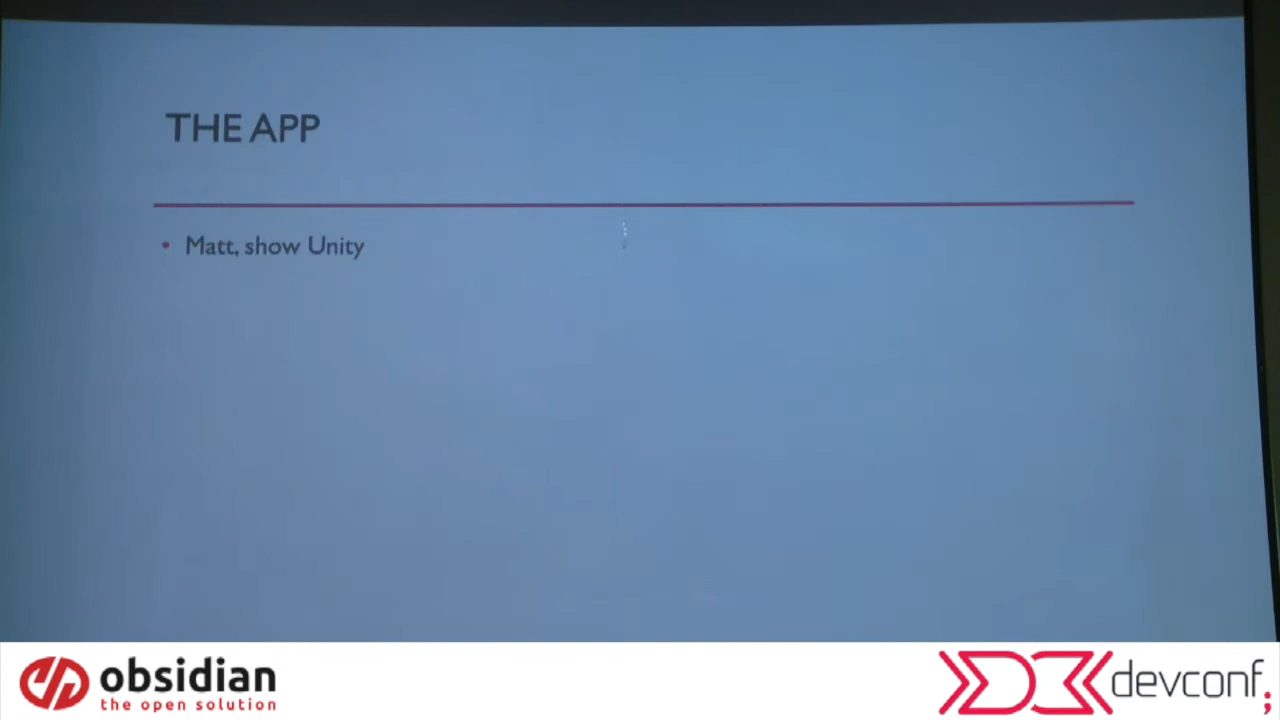 THE APP
• Matt, show Unity
obsidian
the open solution
devconf;